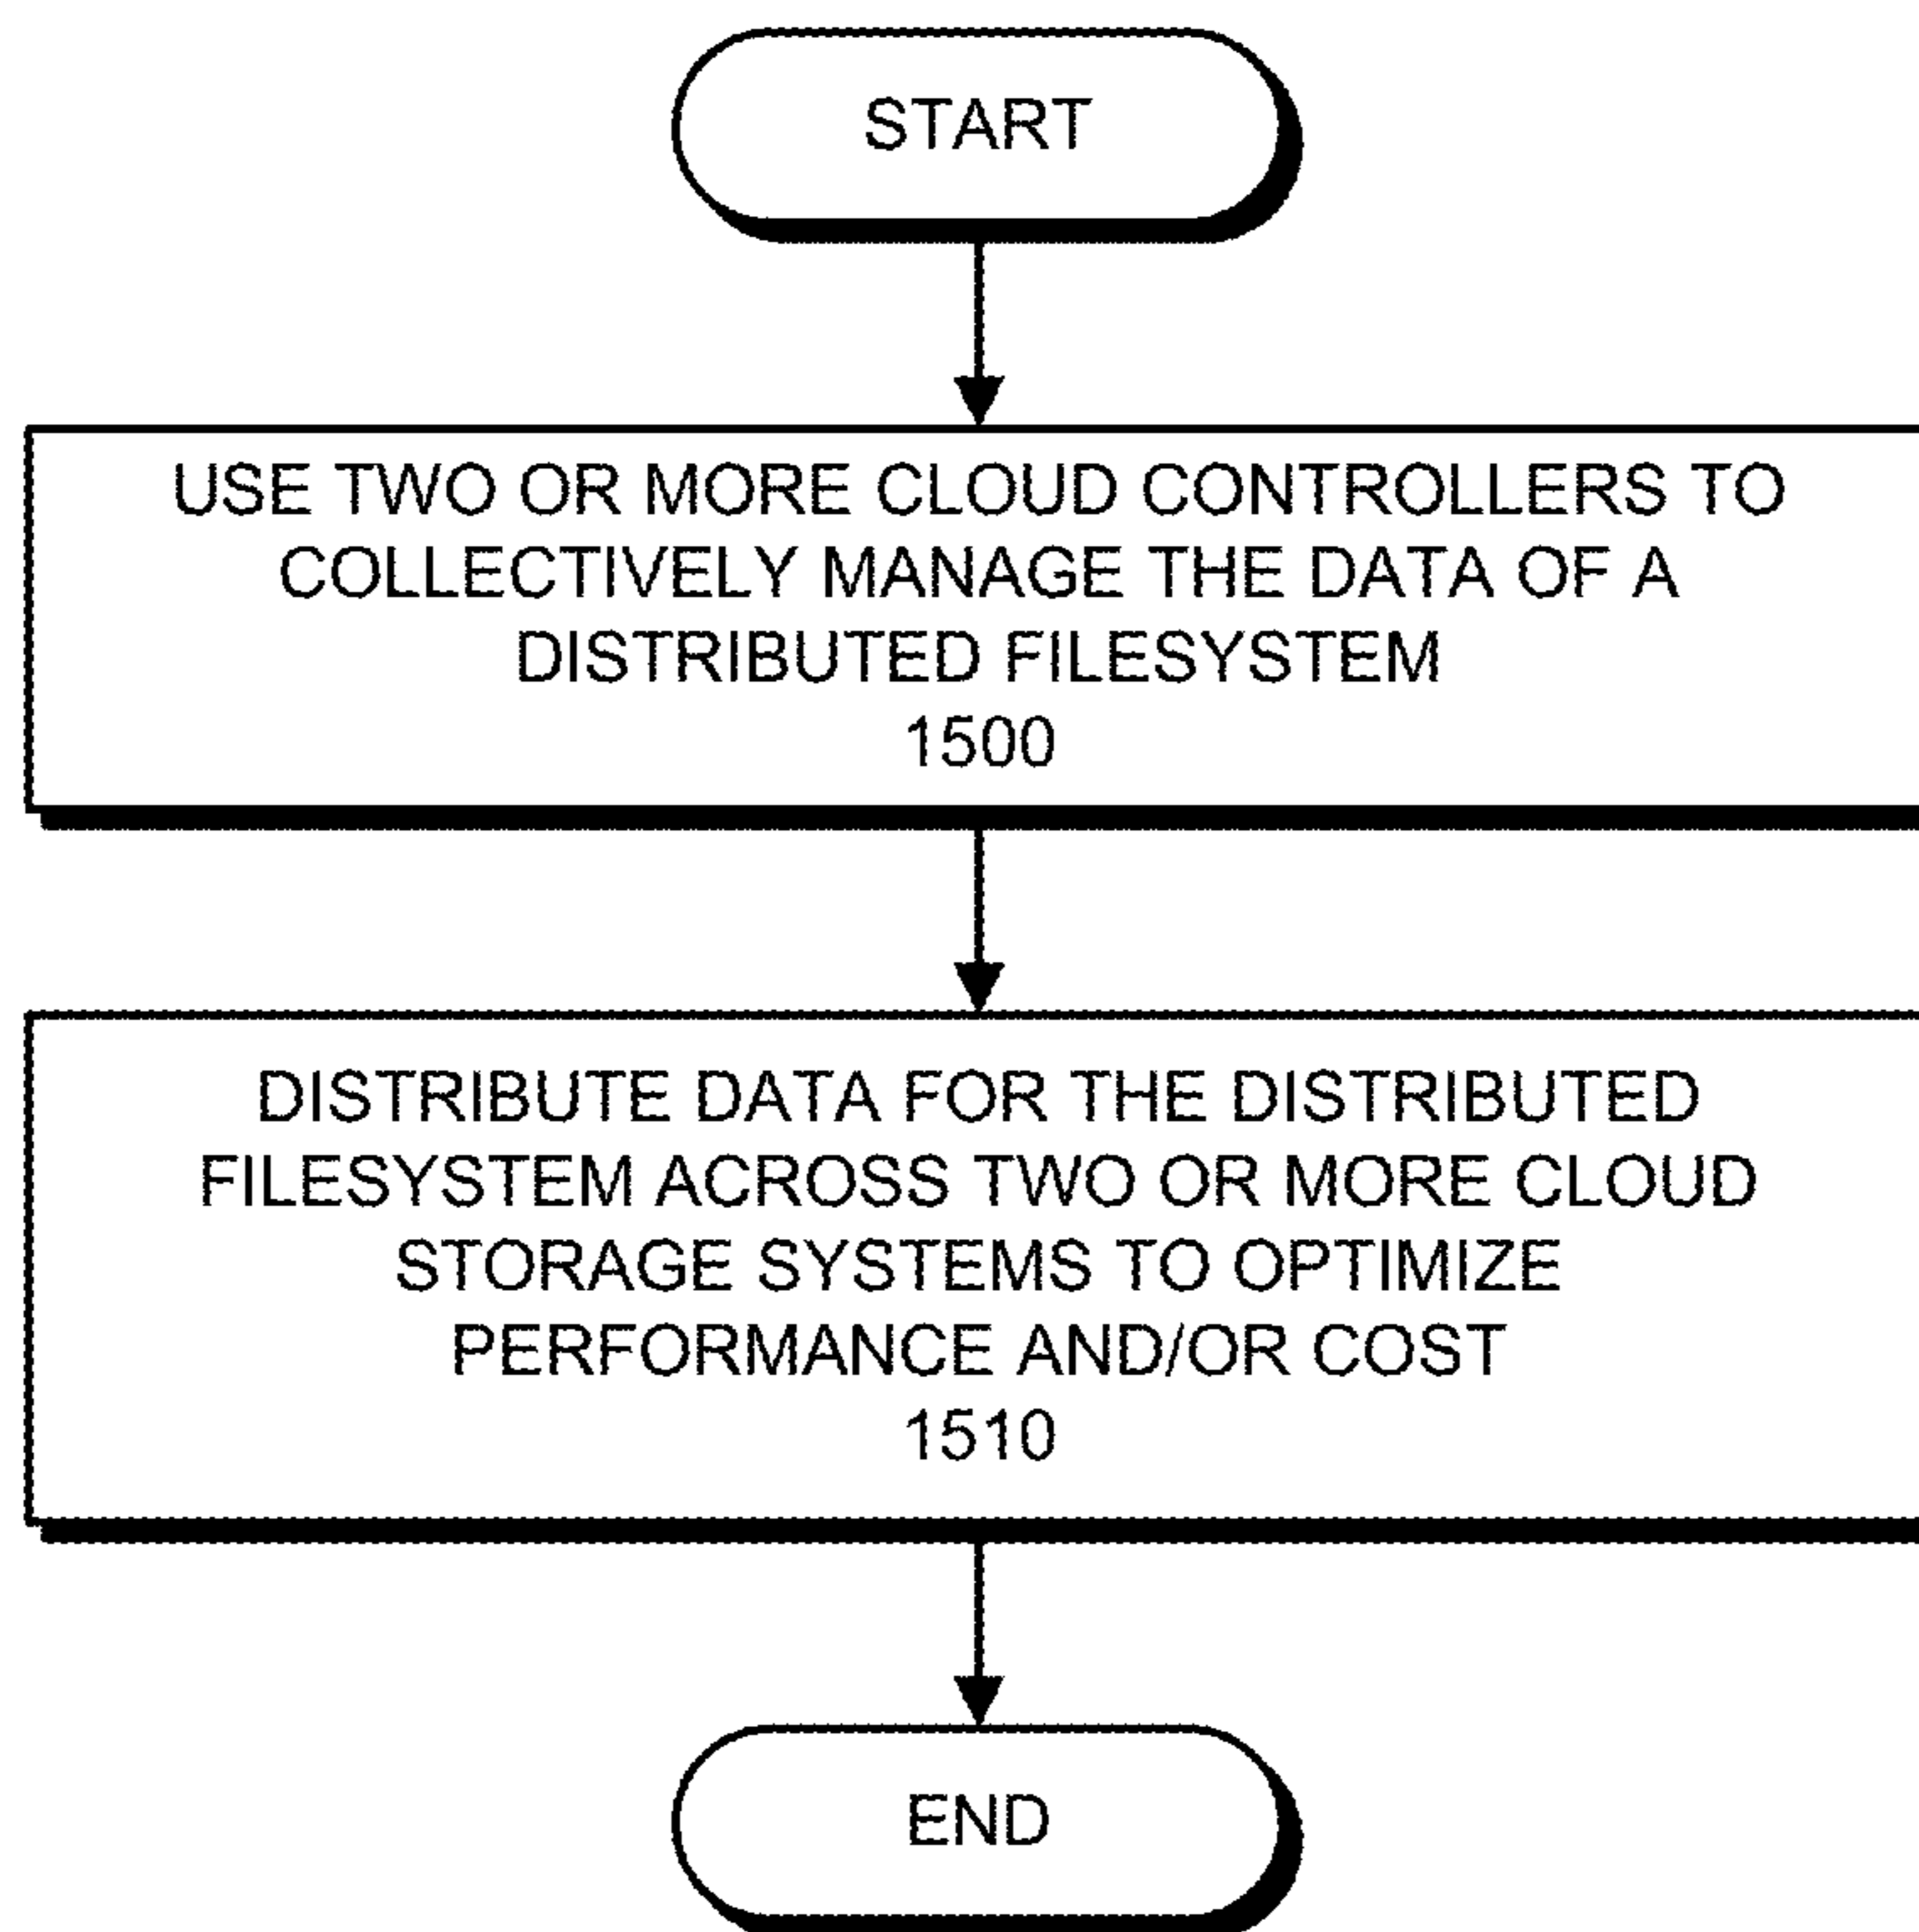 START
USE TWO OR MORE CLOUD CONTROLLERS TO
COLLECTIVELY MANAGE THE DATA OF A
DISTRIBUTED FILESYSTEM
1500
DISTRIBUTE DATA FOR THE DISTRIBUTED
FILESYSTEM ACROSS TWO OR MORE CLOUD
STORAGE SYSTEMS TO OPTIMIZE
PERFORMANCE AND/OR COST
1510
END